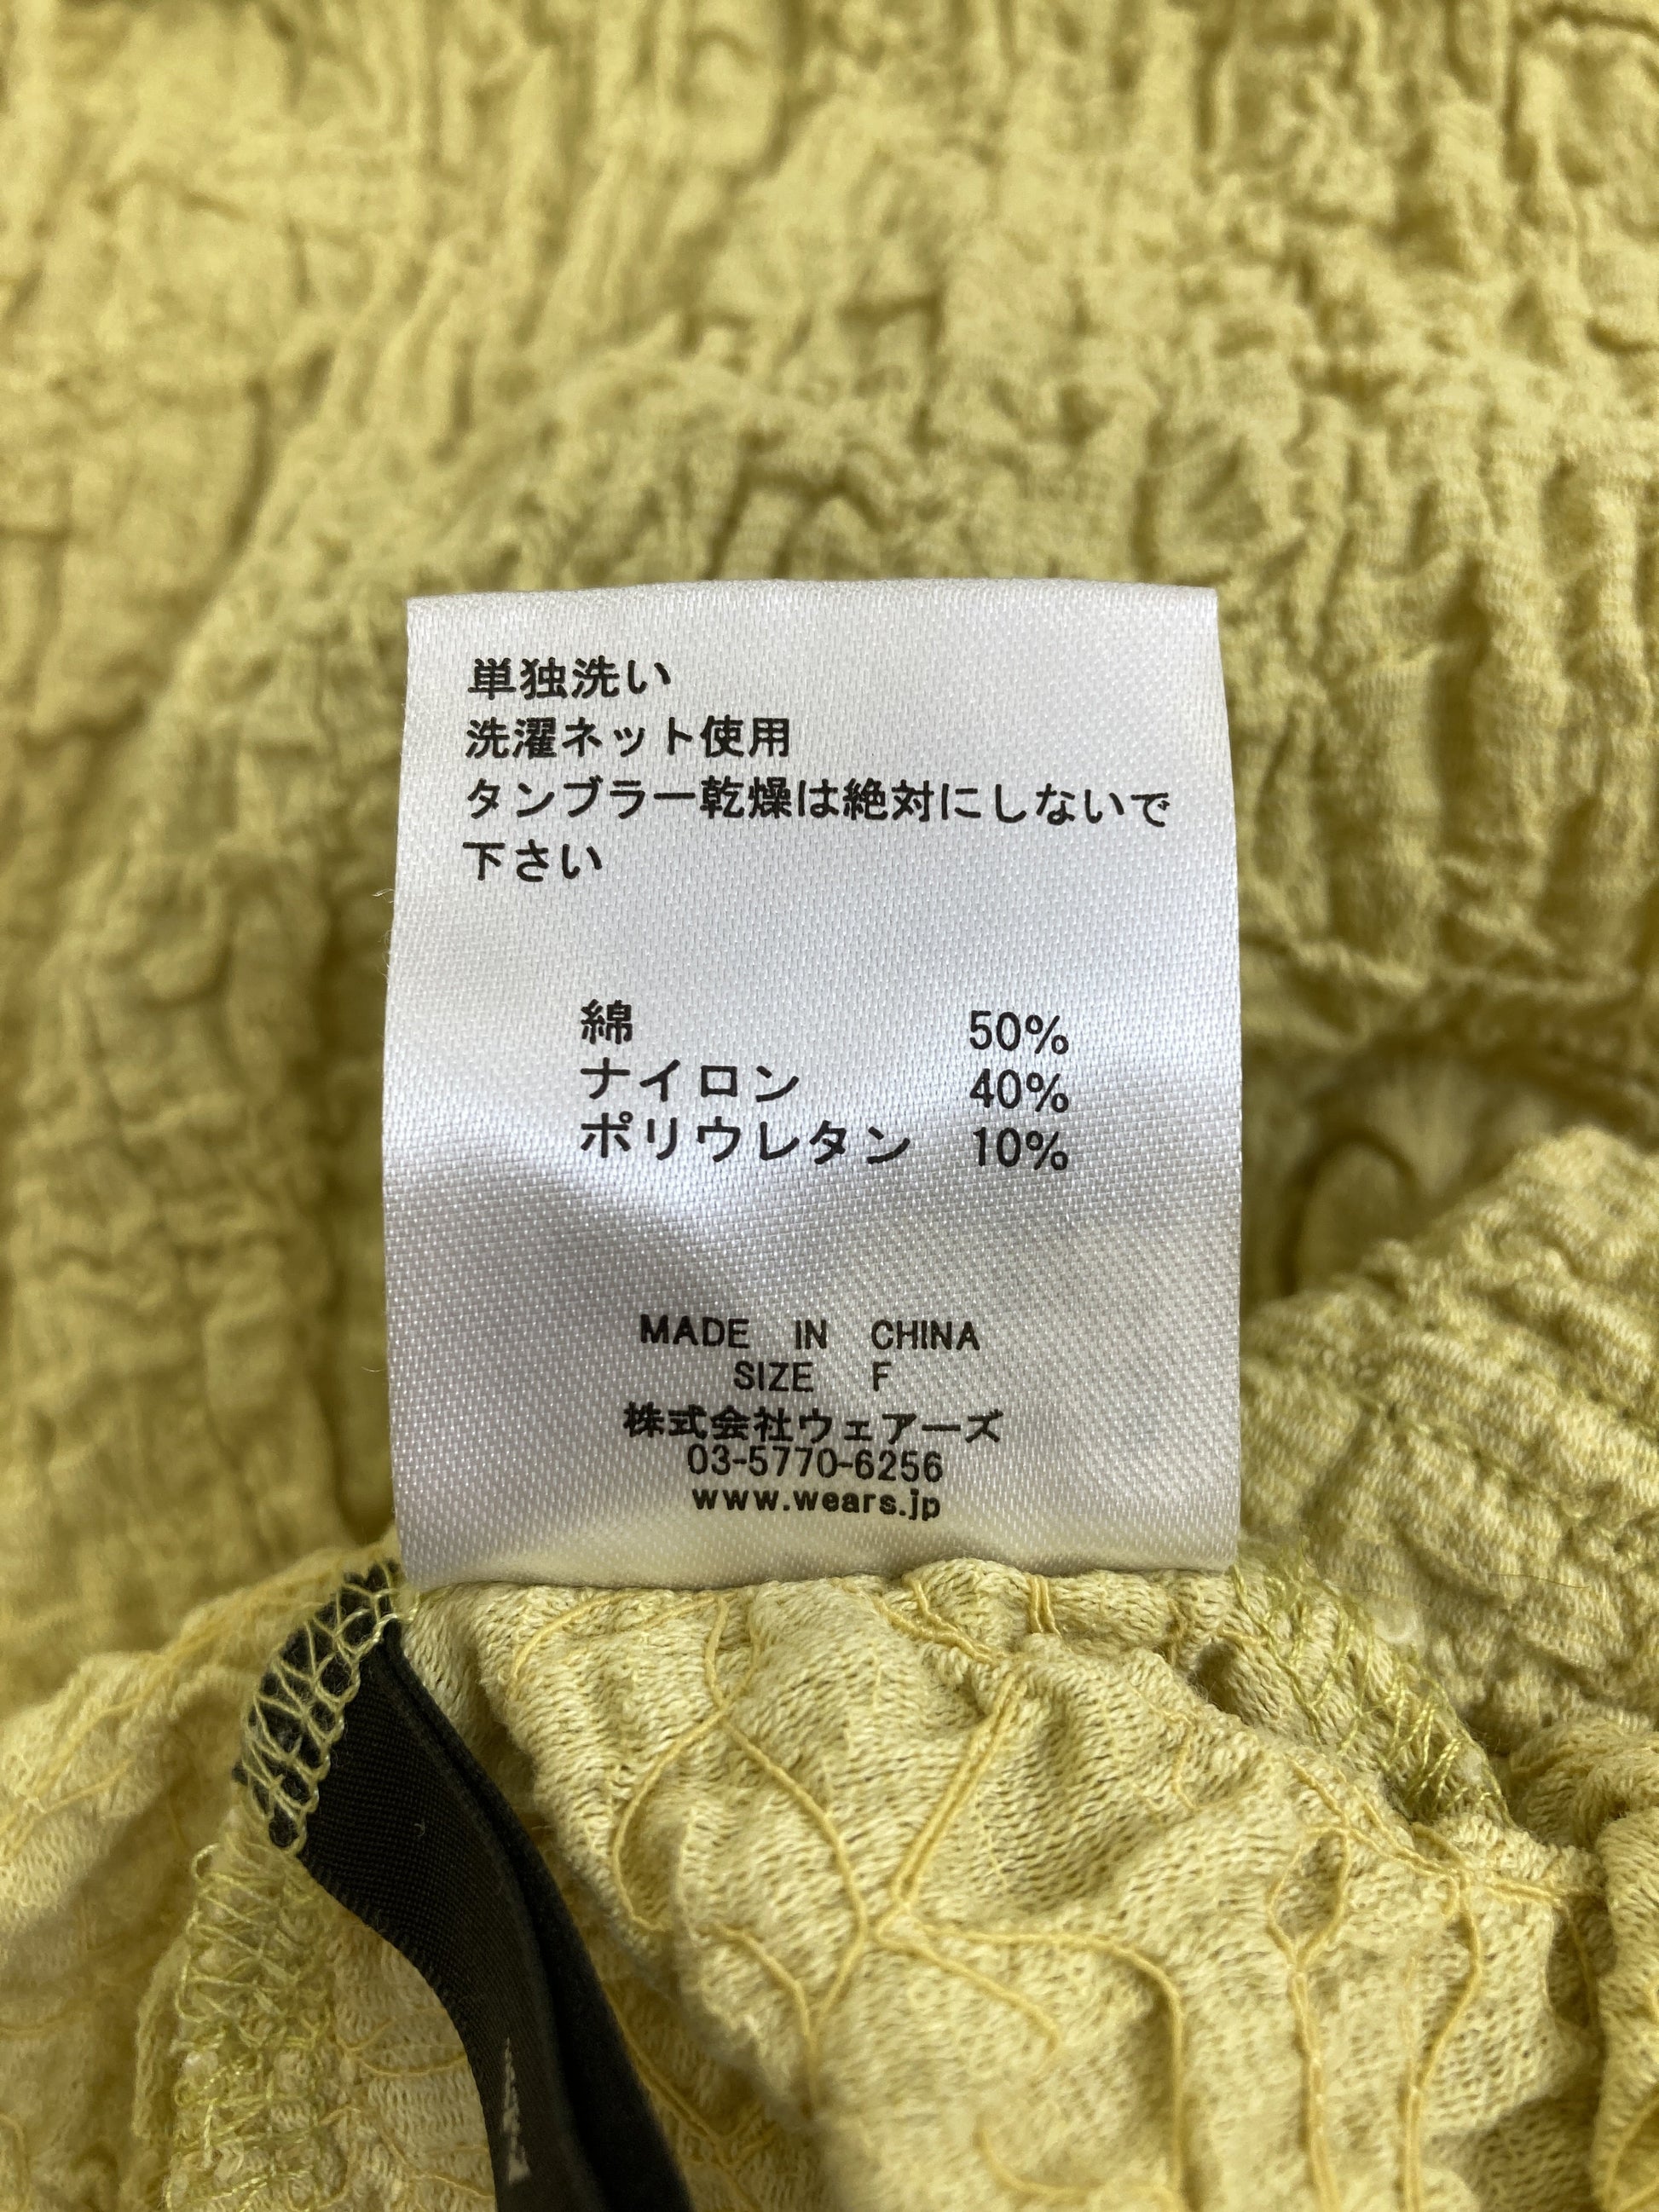 単独洗い
洗濯ネット使用
タンブラー乾燥は絶対にしないで
下さい
綿 50%
ナイロン 40%
ポリウレタン 10%
MADE IN CHINA
SIZE F
株式会社ウェアーズ
03-5770-6256
www.wears.jp